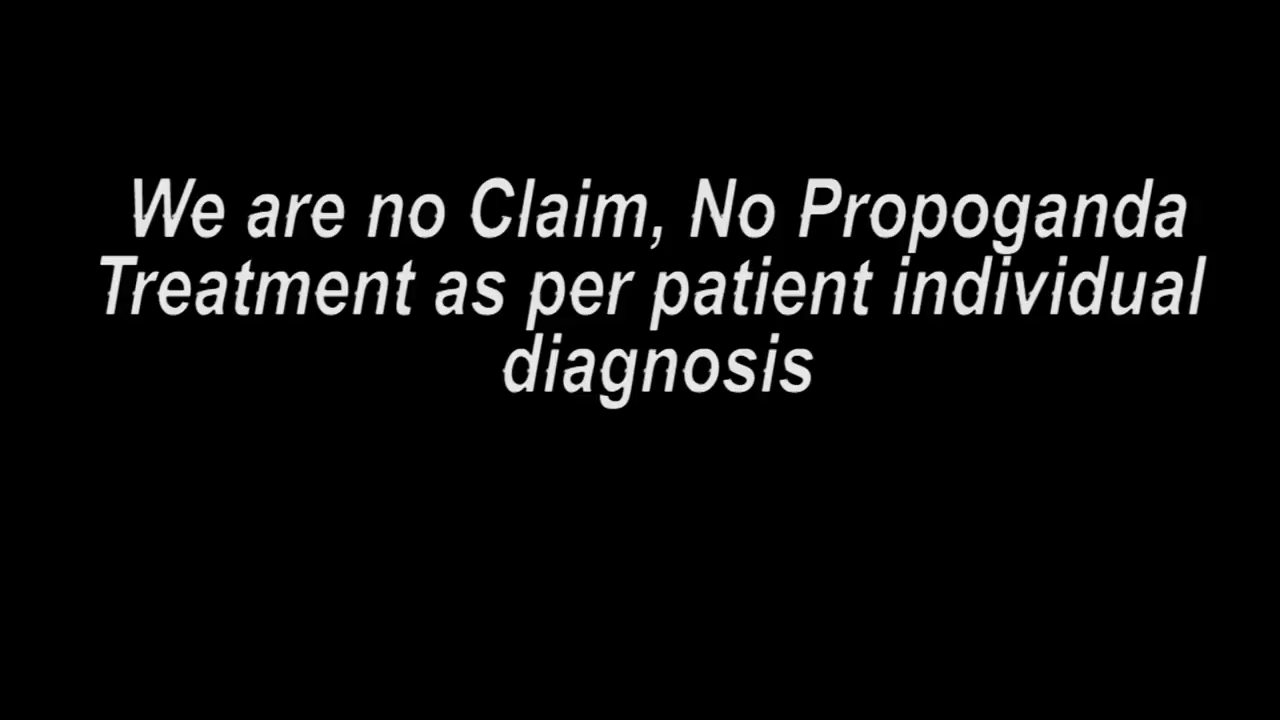 We are no Claim, No Propoganda
Treatment as per patient individual
diagnosis